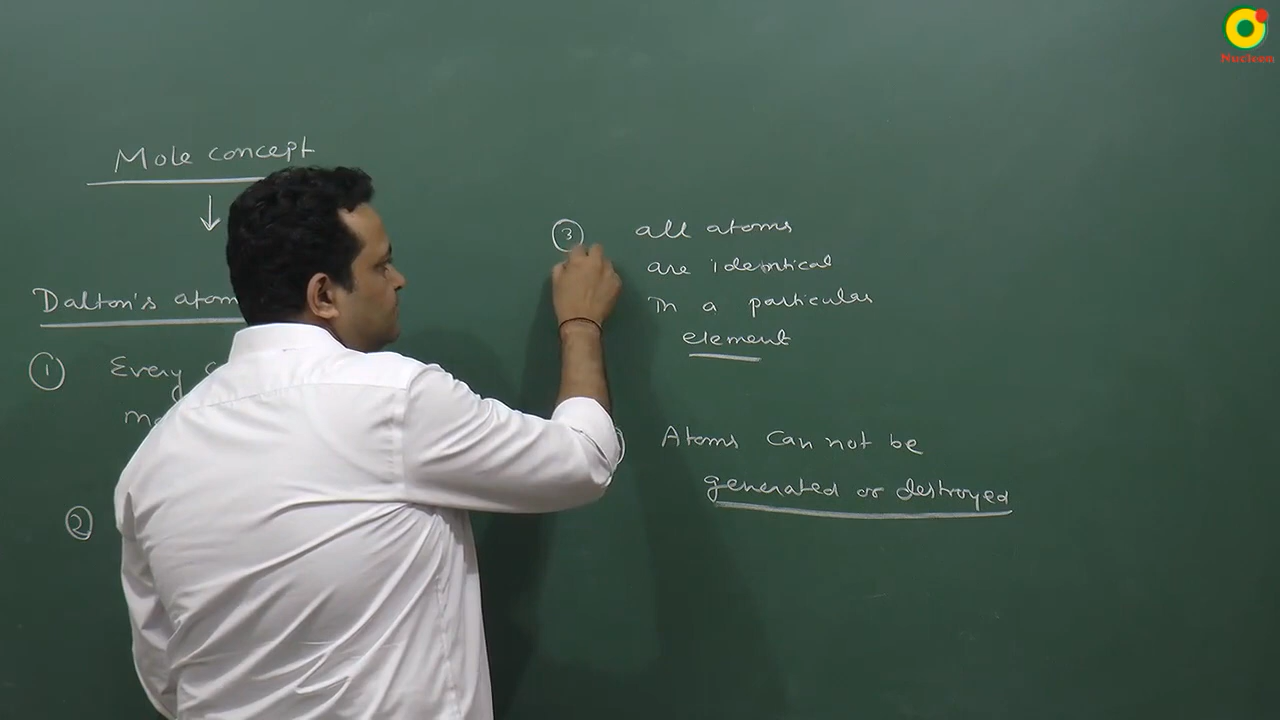 Mole concept
↓
Dalton's atom
① Every
②
③ all atoms
are identical
In a particular
element
Atoms Can not be
generated or destroyed
Nucleon